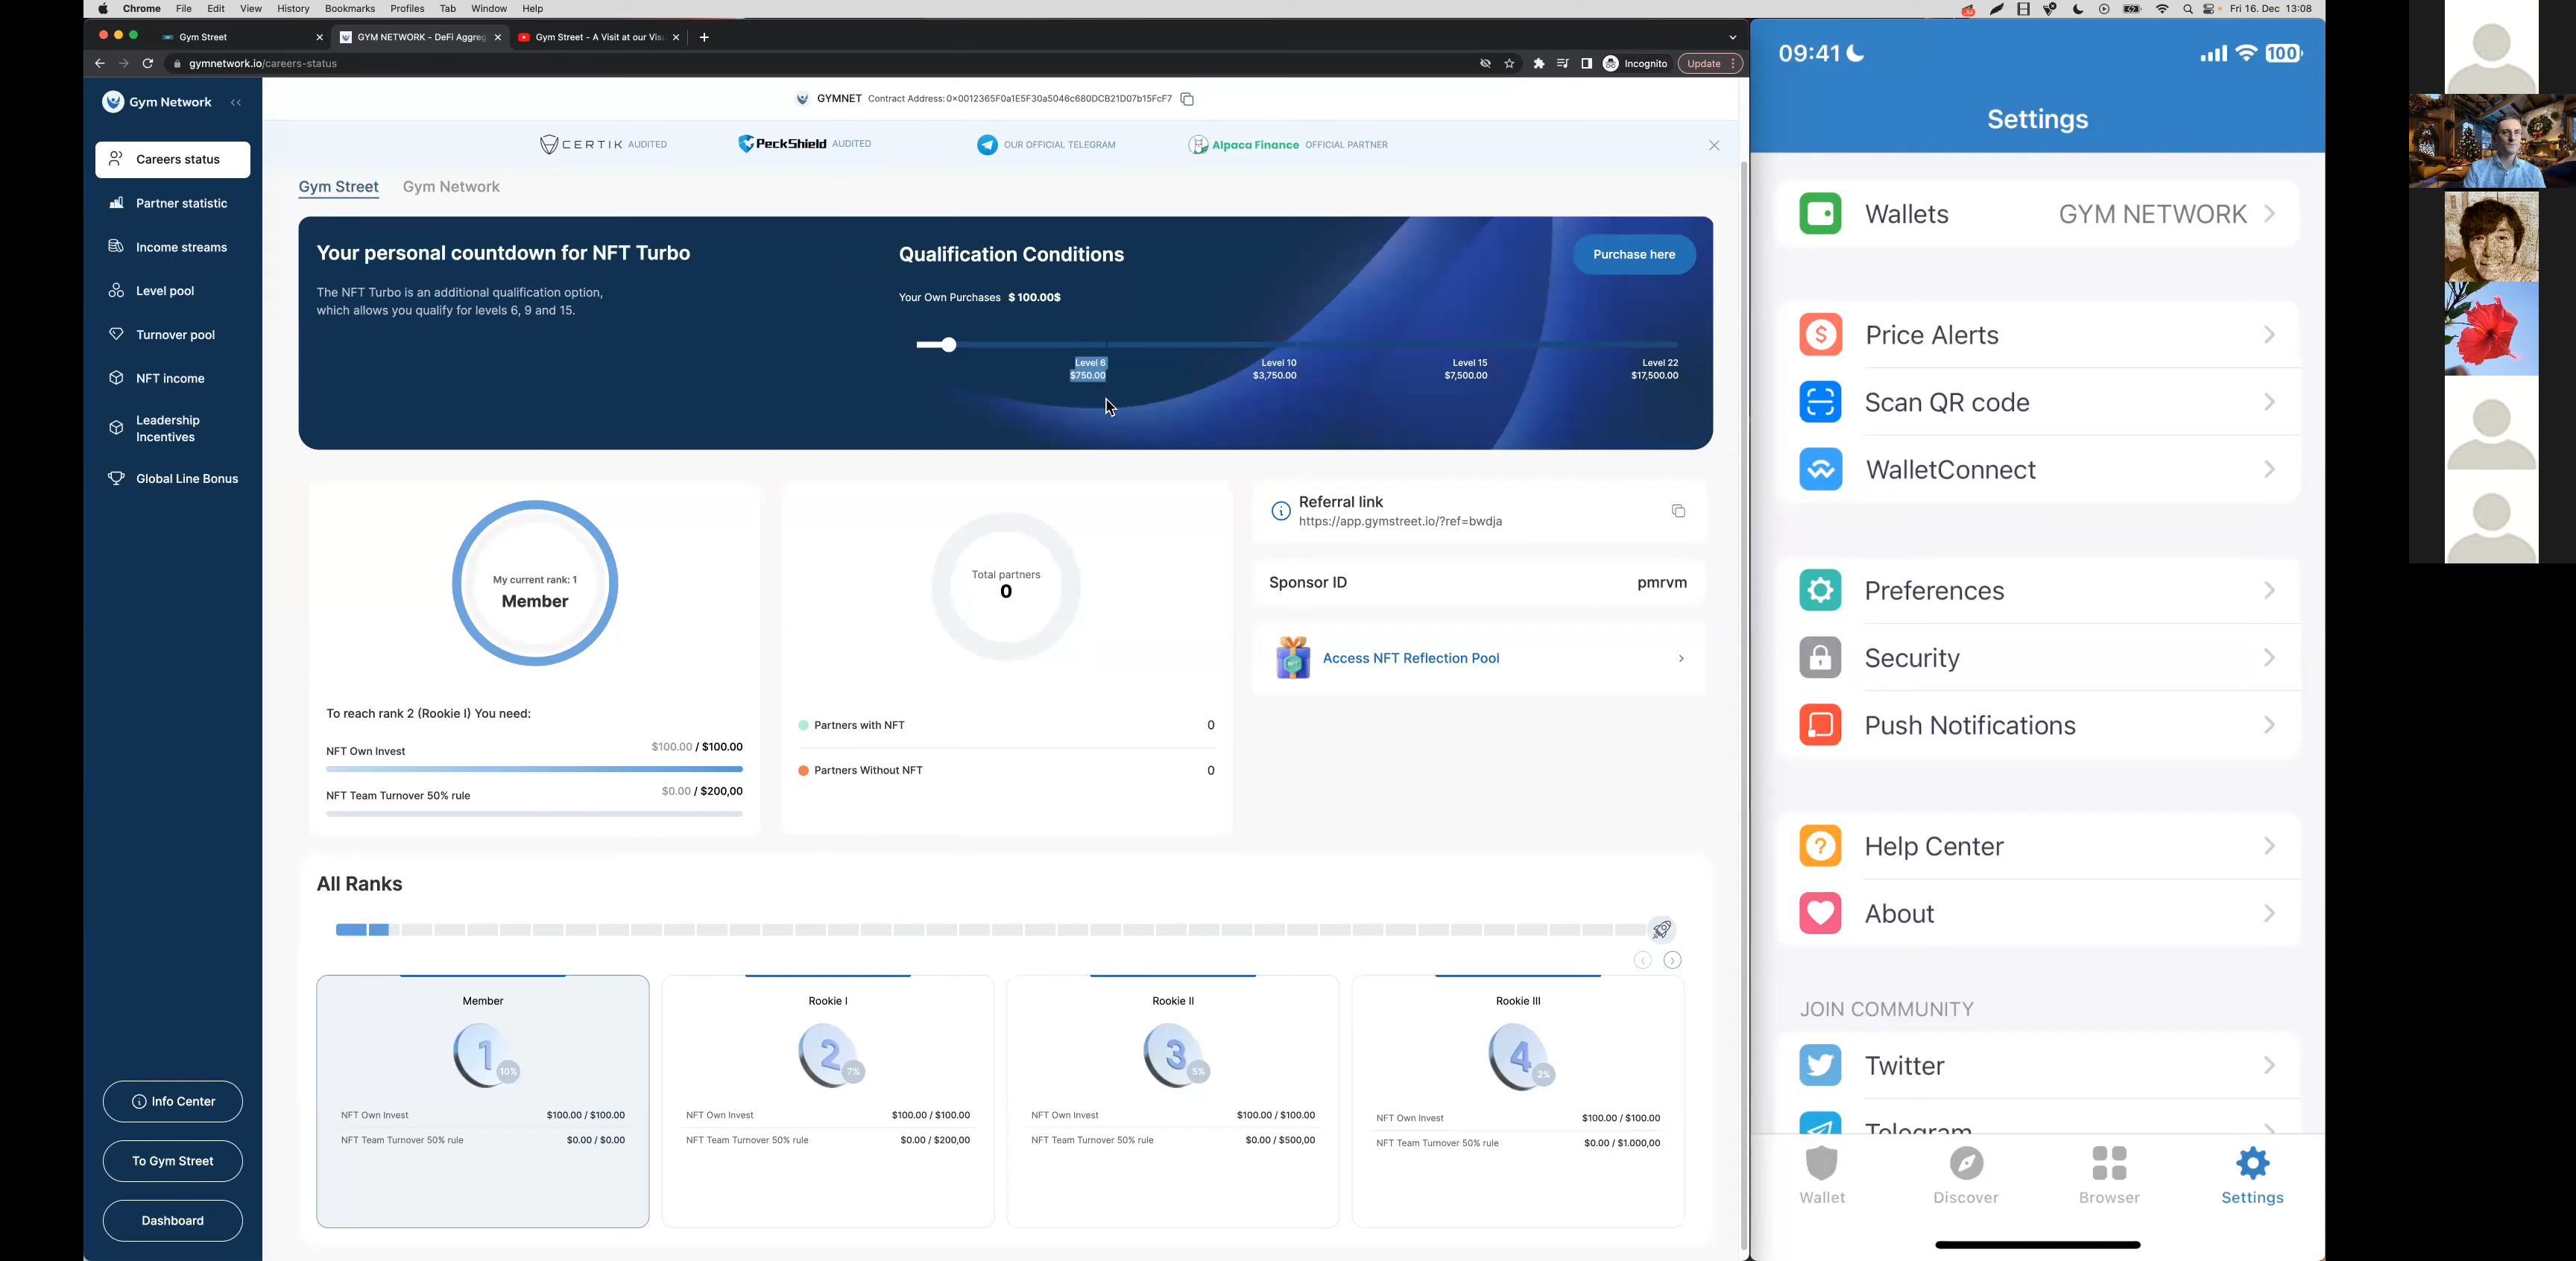 Chrome File Edit View History Bookmarks Profiles Tab Window Help
Fri 16. Dec 13:08
Gym Street
GYM NETWORK - DeFi Aggreg
Gym Street - A Visit at our Visu
gymnetwork.io/careers-status
Incognito
Update
Gym Network
Careers status
Partner statistic
Income streams
Level pool
Turnover pool
NFT income
Leadership
Incentives
Global Line Bonus
Info Center
To Gym Street
Dashboard
GYMNET Contract Address: 0x0012365F0a1E5F30a5046c680DCB21D07b15FcF7
CERTIK AUDITED
PeckShield AUDITED
OUR OFFICIAL TELEGRAM
Alpaca Finance OFFICIAL PARTNER
Gym Street Gym Network
Your personal countdown for NFT Turbo
The NFT Turbo is an additional qualification option,
which allows you qualify for levels 6, 9 and 15.
Qualification Conditions
Purchase here
Your Own Purchases $ 100.00$
Level 6
$750.00
Level 10
$3,750.00
Level 15
$7,500.00
Level 22
$17,500.00
My current rank: 1
Member
To reach rank 2 (Rookie I) You need:
NFT Own Invest $100.00 / $100.00
NFT Team Turnover 50% rule $0.00 / $200,00
Total partners
0
Partners with NFT 0
Partners Without NFT 0
Referral link
https://app.gymstreet.io/?ref=bwdja
Sponsor ID pmrvm
NFT
Access NFT Reflection Pool
All Ranks
Member
1
10%
NFT Own Invest $100.00 / $100.00
NFT Team Turnover 50% rule $0.00 / $0.00
Rookie I
2
7%
NFT Own Invest $100.00 / $100.00
NFT Team Turnover 50% rule $0.00 / $200,00
Rookie II
3
5%
NFT Own Invest $100.00 / $100.00
NFT Team Turnover 50% rule $0.00 / $500,00
Rookie III
4
2%
NFT Own Invest $100.00 / $100.00
NFT Team Turnover 50% rule $0.00 / $1.000,00
09:41
100
Settings
Wallets GYM NETWORK
Price Alerts
Scan QR code
WalletConnect
Preferences
Security
Push Notifications
Help Center
About
JOIN COMMUNITY
Twitter
Telegram
Wallet
Discover
Browser
Settings